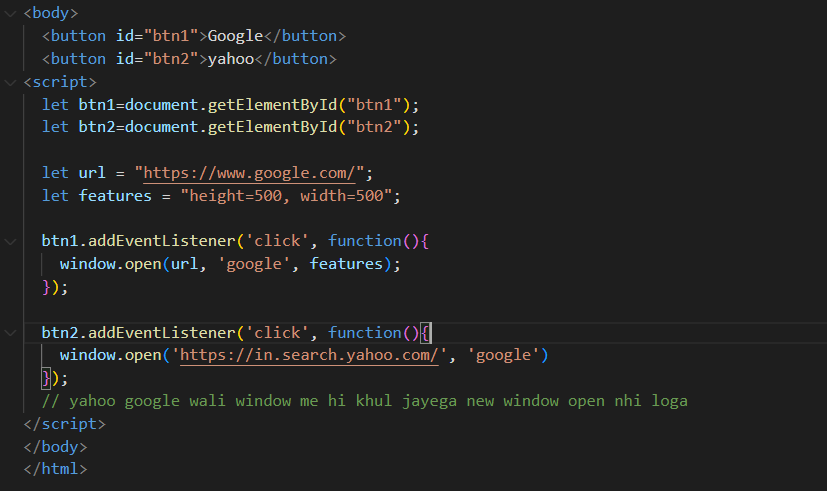 <body>
<button id="btn1">Google</button>
<button id="btn2">yahoo</button>
<script>
let btn1=document.getElementById("btn1");
let btn2=document.getElementById("btn2");
let url = "https://www.google.com/";
let features = "height=500, width=500";
btn1.addEventListener('click', function(){
window.open(url, 'google', features);
});
btn2.addEventListener('click', function(){
window.open('https://in.search.yahoo.com/', 'google')
});
// yahoo google wali window me hi khul jayega new window open nhi loga
</script>
</body>
</html>